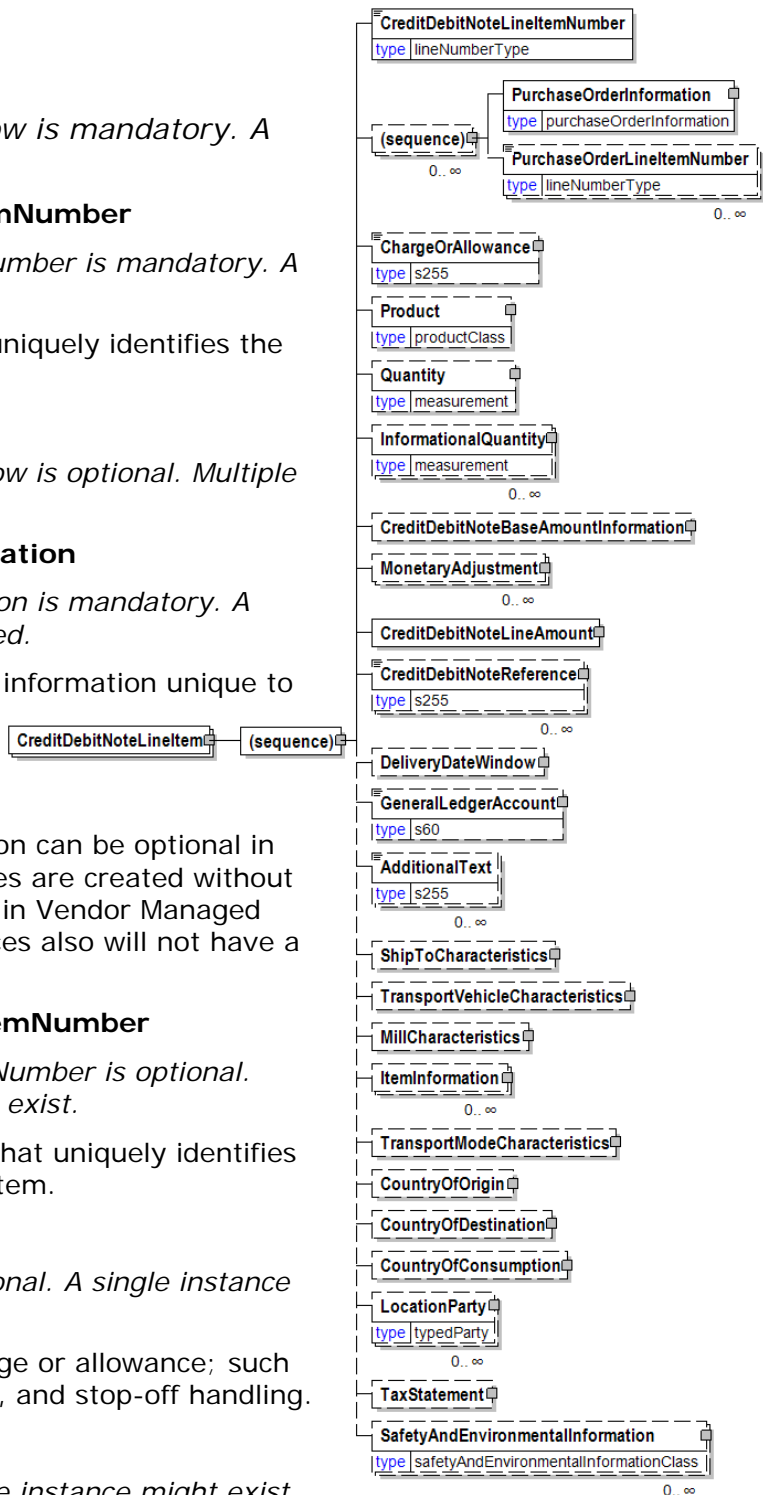 ow is mandatory. A
mNumber
umber is mandatory. A
uniquely identifies the
ow is optional. Multiple
ation
on is mandatory. A
ed.
information unique to
on can be optional in
es are created without
in Vendor Managed
ces also will not have a
emNumber
Number is optional.
exist.
hat uniquely identifies
tem.
onal. A single instance
ge or allowance; such
, and stop-off handling.
e instance might exist
CreditDebitNoteLineItem
(sequence)
CreditDebitNoteLineItemNumber
type lineNumberType
(sequence)
0.. ∞
PurchaseOrderInformation
type purchaseOrderInformation
PurchaseOrderLineItemNumber
type lineNumberType
0.. ∞
ChargeOrAllowance
type s255
Product
type productClass
Quantity
type measurement
InformationalQuantity
type measurement
0.. ∞
CreditDebitNoteBaseAmountInformation
MonetaryAdjustment
0.. ∞
CreditDebitNoteLineAmount
CreditDebitNoteReference
type s255
0.. ∞
DeliveryDateWindow
GeneralLedgerAccount
type s60
AdditionalText
type s255
0.. ∞
ShipToCharacteristics
TransportVehicleCharacteristics
MillCharacteristics
ItemInformation
0.. ∞
TransportModeCharacteristics
CountryOfOrigin
CountryOfDestination
CountryOfConsumption
LocationParty
type typedParty
0.. ∞
TaxStatement
SafetyAndEnvironmentalInformation
type safetyAndEnvironmentalInformationClass
0.. ∞